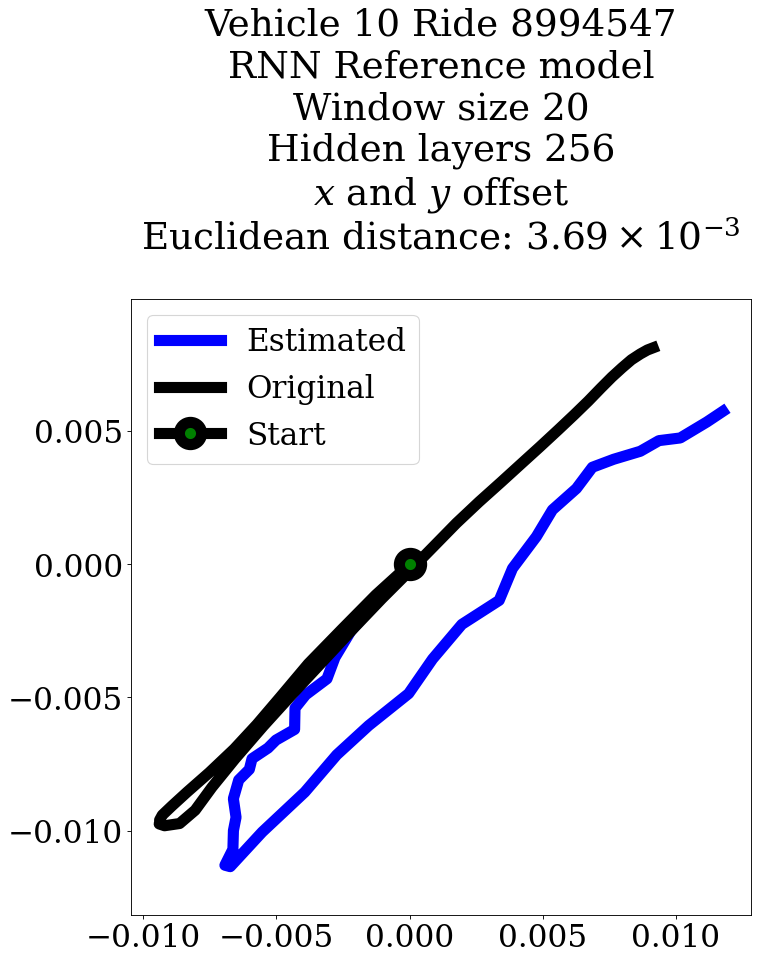 Vehicle 10 Ride 8994547
RNN Reference model
Window size 20
Hidden layers 256
x and y offset
Euclidean distance: 3.69 × 10⁻³
Estimated
Original
Start
0.005
0.000
−0.005
−0.010
−0.010 −0.005 0.000 0.005 0.010